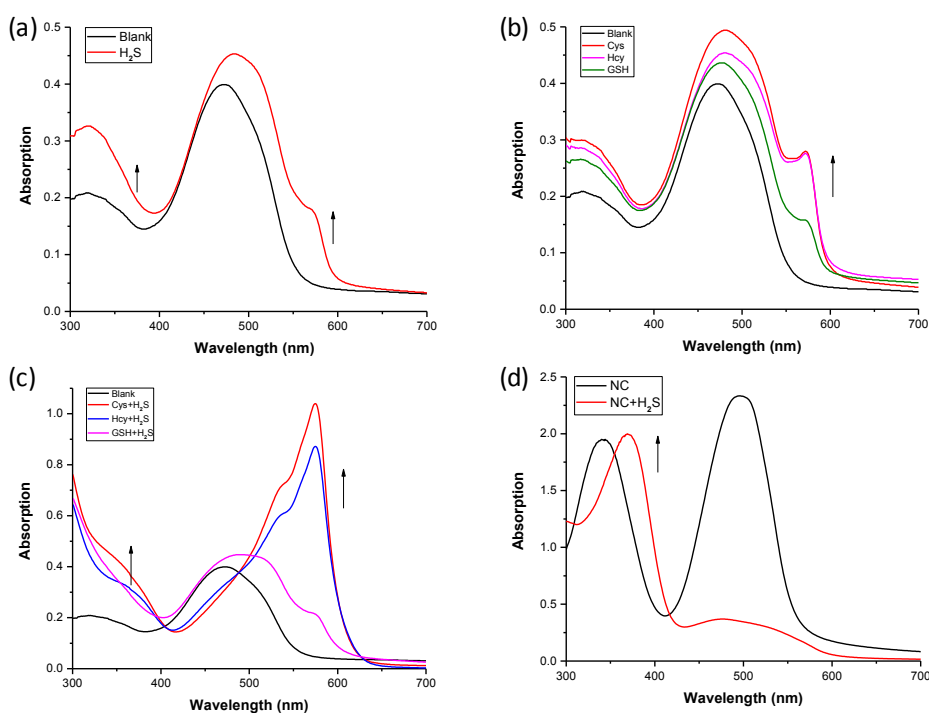 (a)
Blank
H₂S
0.5
0.4
0.3
0.2
0.1
0.0
Absorption
300 400 500 600 700
Wavelength (nm)
(b)
Blank
Cys
Hcy
GSH
0.5
0.4
0.3
0.2
0.1
0.0
Absorption
300 400 500 600 700
Wavelength (nm)
(c)
Blank
Cys+H₂S
Hcy+H₂S
GSH+H₂S
1.0
0.8
0.6
0.4
0.2
0.0
Absorption
300 400 500 600 700
Wavelength (nm)
(d)
NC
NC+H₂S
2.5
2.0
1.5
1.0
0.5
0.0
Absorption
300 400 500 600 700
Wavelength (nm)